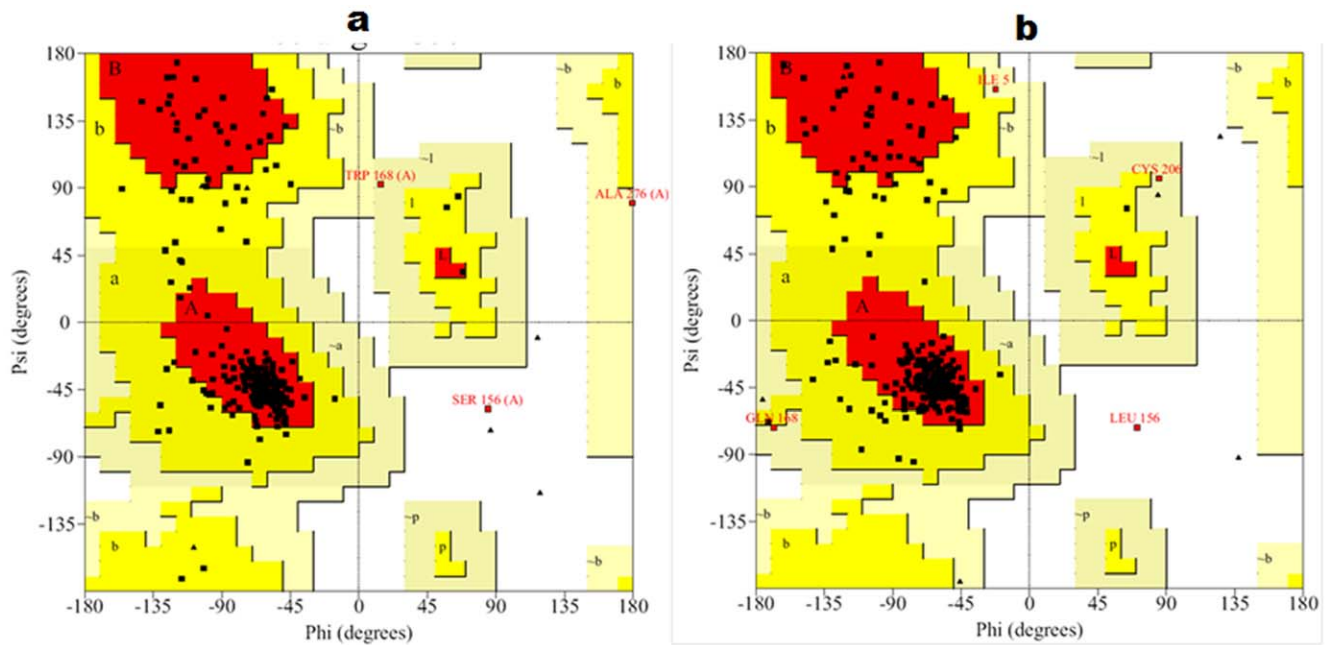 a
b
180
135
90
45
0
-45
-90
-135
-180
-135
-90
-45
0
45
90
135
180
Psi (degrees)
Phi (degrees)
B
b
~b
~b
b
~l
l
L
a
A
~a
TRP 168 (A)
ALA 276 (A)
SER 156 (A)
~b
b
~p
p
~b
180
135
90
45
0
-45
-90
-135
-180
-135
-90
-45
0
45
90
135
180
Psi (degrees)
Phi (degrees)
B
b
~b
~b
b
ILE 5
~l
l
L
CYS 206
a
A
~a
GLN 168
LEU 156
~b
b
~p
p
~b